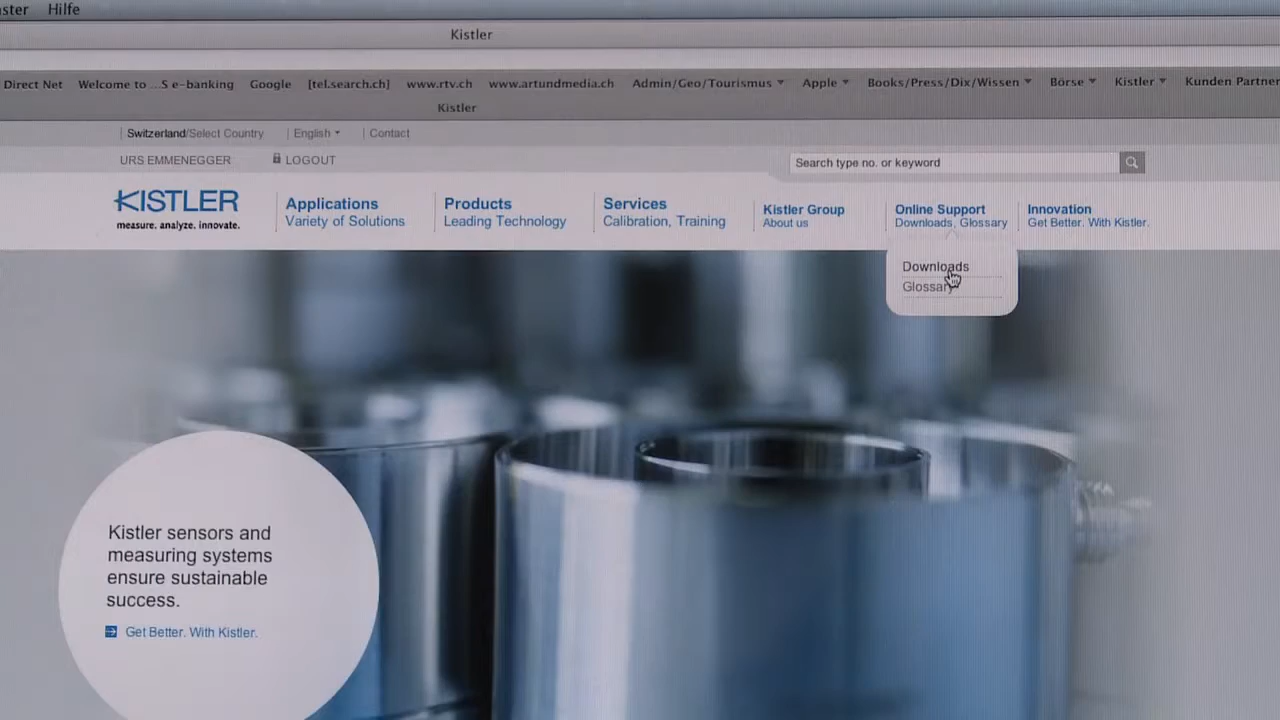 ster Hilfe
Kistler
Direct Net Welcome to ...S e-banking Google [tel.search.ch] www.rtv.ch www.artundmedia.ch Admin/Geo/Tourismus Apple Books/Press/Dix/Wissen Börse Kistler Kunden Partner
Kistler
Switzerland/Select Country English Contact
URS EMMENEGGER LOGOUT Search type no. or keyword
KISTLER
measure. analyze. innovate.
Applications
Variety of Solutions
Products
Leading Technology
Services
Calibration, Training
Kistler Group
About us
Online Support
Downloads, Glossary
Innovation
Get Better. With Kistler.
Downloads
Glossary
Kistler sensors and
measuring systems
ensure sustainable
success.
Get Better. With Kistler.